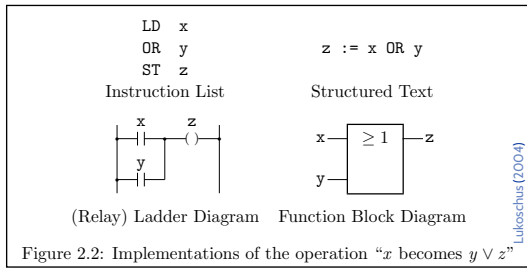 LD x
OR y
ST z
Instruction List
z := x OR y
Structured Text
x z
y
(Relay) Ladder Diagram
x ≥ 1 z
y
Function Block Diagram
Figure 2.2: Implementations of the operation “x becomes y ∨ z”
Lukoschus (2004)